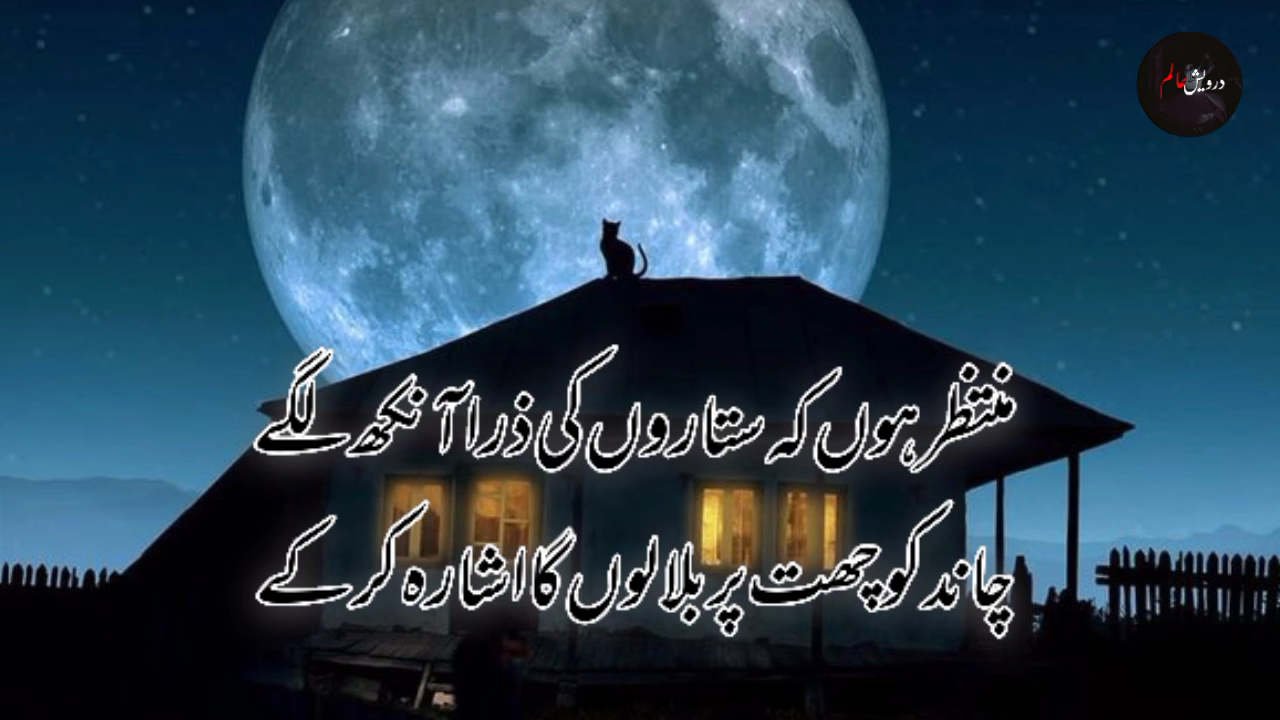 درویش عالم
منتظر ہوں کہ ستاروں کی ذرا آنکھ لگے
چاند کو چھت پر بلا لوں گا اشارہ کر کے